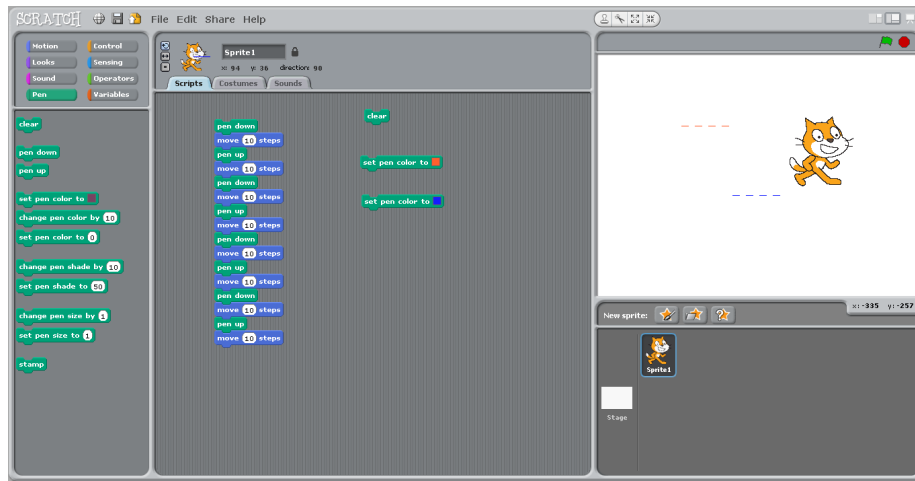 SCRATCH File Edit Share Help
Motion Control
Looks Sensing
Sound Operators
Pen Variables
clear
pen down
pen up
set pen color to
change pen color by 10
set pen color to 0
change pen shade by 10
set pen shade to 50
change pen size by 1
set pen size to 1
stamp
Sprite1
x: 94 y: 36 direction: 90
Scripts Costumes Sounds
pen down
move 10 steps
pen up
move 10 steps
pen down
move 10 steps
pen up
move 10 steps
pen down
move 10 steps
pen up
move 10 steps
pen down
move 10 steps
pen up
move 10 steps
clear
set pen color to
set pen color to
x: -335 y: -257
New sprite:
Sprite1
Stage